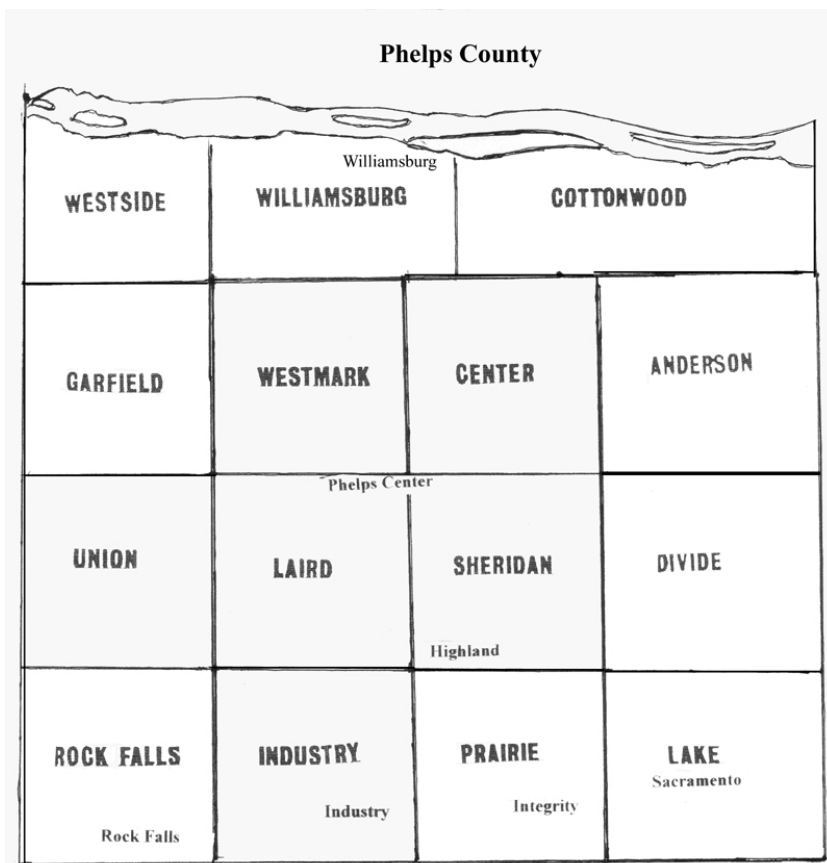 Phelps County
Williamsburg
WESTSIDE
WILLIAMSBURG
COTTONWOOD
GARFIELD
WESTMARK
CENTER
ANDERSON
Phelps Center
UNION
LAIRD
SHERIDAN
DIVIDE
Highland
ROCK FALLS
INDUSTRY
PRAIRIE
LAKE
Sacramento
Industry
Integrity
Rock Falls